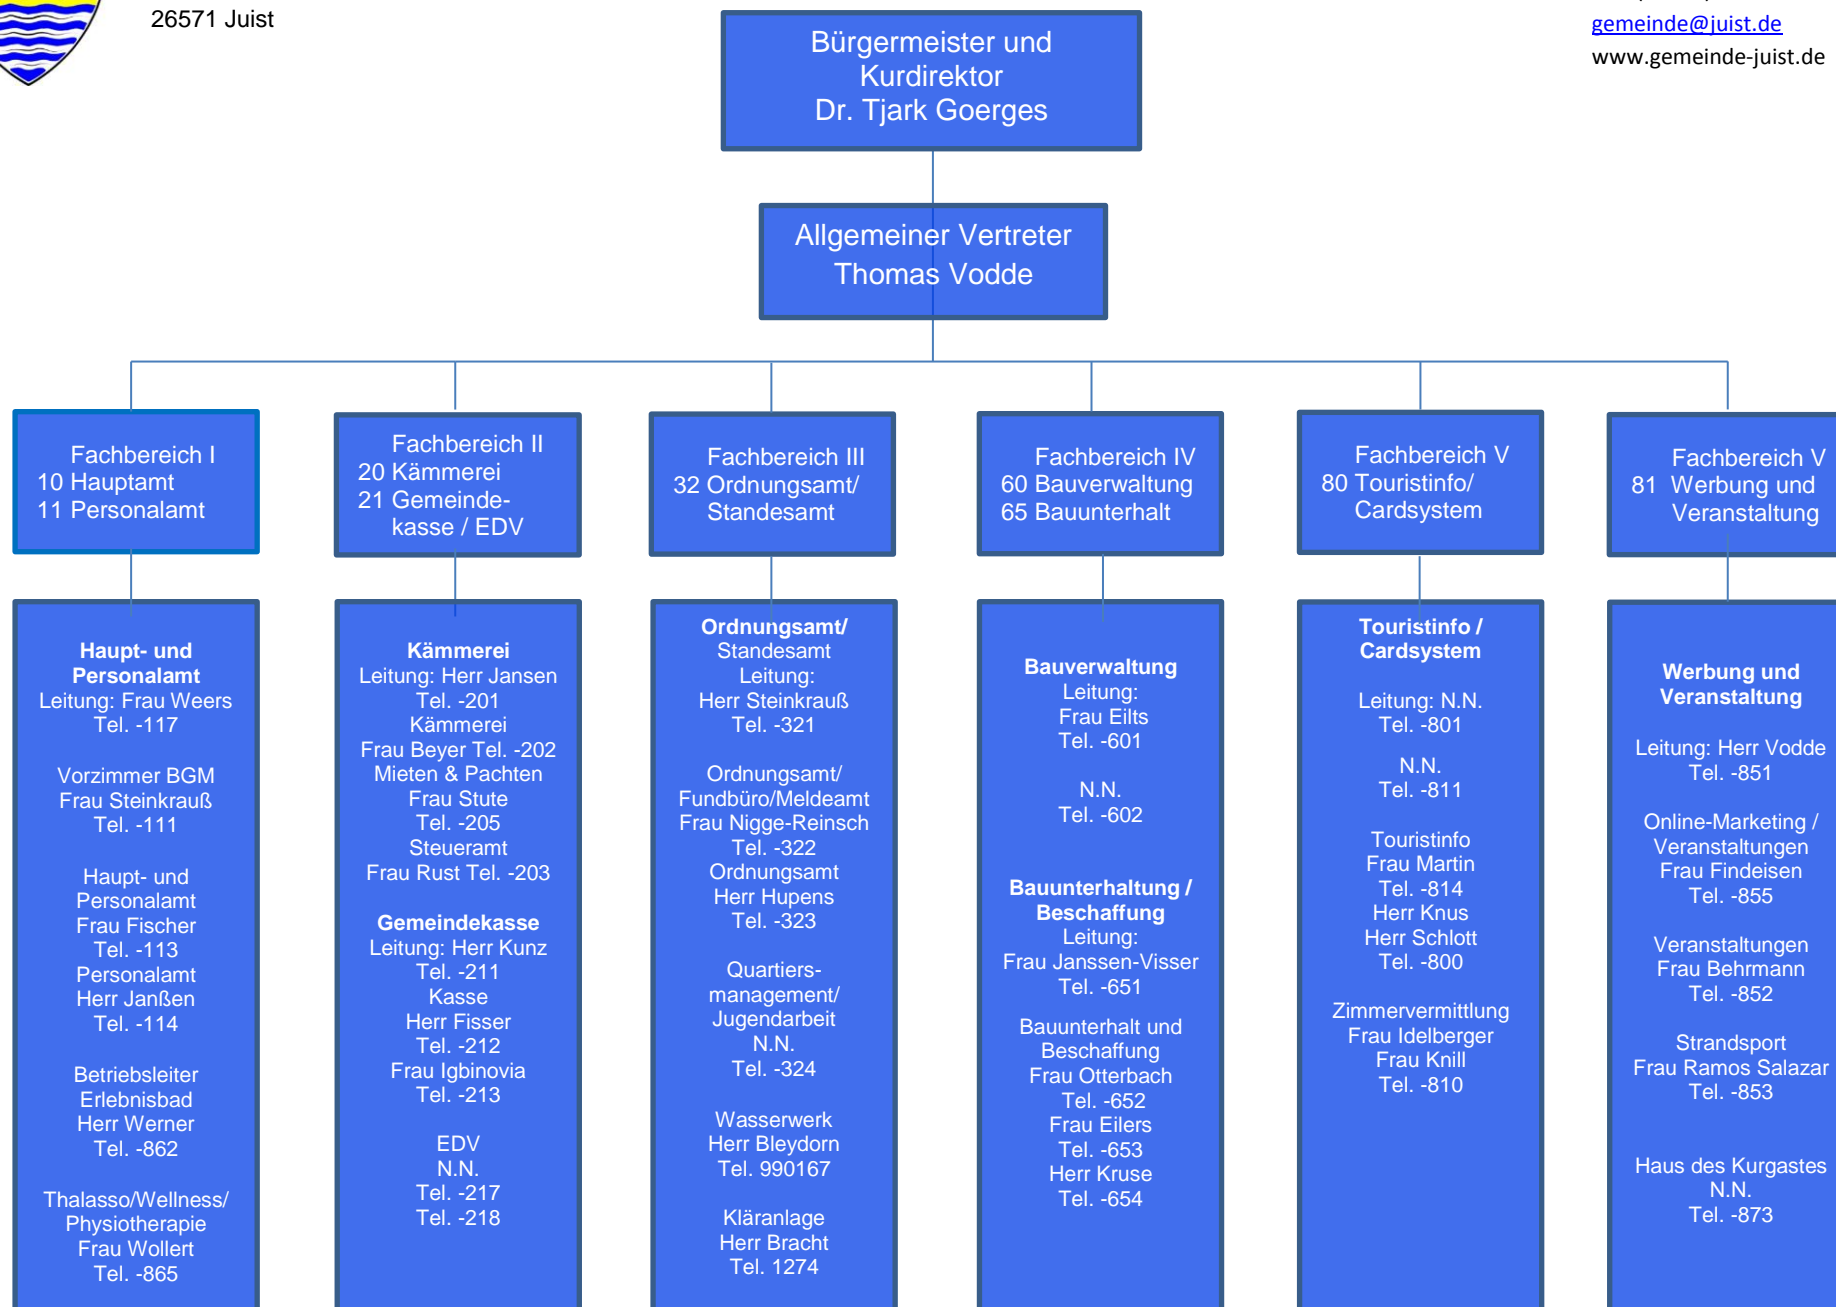 26571 Juist
gemeinde@juist.de
www.gemeinde-juist.de
Bürgermeister und
Kurdirektor
Dr. Tjark Goerges
Allgemeiner Vertreter
Thomas Vodde
Fachbereich I
10 Hauptamt
11 Personalamt
Fachbereich II
20 Kämmerei
21 Gemeinde-
kasse / EDV
Fachbereich III
32 Ordnungsamt/
Standesamt
Fachbereich IV
60 Bauverwaltung
65 Bauunterhalt
Fachbereich V
80 Touristinfo/
Cardsystem
Fachbereich V
81 Werbung und
Veranstaltung
Haupt- und
Personalamt
Leitung: Frau Weers
Tel. -117
Vorzimmer BGM
Frau Steinkrauß
Tel. -111
Haupt- und
Personalamt
Frau Fischer
Tel. -113
Personalamt
Herr Janßen
Tel. -114
Betriebsleiter
Erlebnisbad
Herr Werner
Tel. -862
Thalasso/Wellness/
Physiotherapie
Frau Wollert
Tel. -865
Kämmerei
Leitung: Herr Jansen
Tel. -201
Kämmerei
Frau Beyer Tel. -202
Mieten & Pachten
Frau Stute
Tel. -205
Steueramt
Frau Rust Tel. -203
Gemeindekasse
Leitung: Herr Kunz
Tel. -211
Kasse
Herr Fisser
Tel. -212
Frau Igbinovia
Tel. -213
EDV
N.N.
Tel. -217
Tel. -218
Ordnungsamt/
Standesamt
Leitung:
Herr Steinkrauß
Tel. -321
Ordnungsamt/
Fundbüro/Meldeamt
Frau Nigge-Reinsch
Tel. -322
Ordnungsamt
Herr Hupens
Tel. -323
Quartiers-
management/
Jugendarbeit
N.N.
Tel. -324
Wasserwerk
Herr Bleydorn
Tel. 990167
Kläranlage
Herr Bracht
Tel. 1274
Bauverwaltung
Leitung:
Frau Eilts
Tel. -601
N.N.
Tel. -602
Bauunterhaltung /
Beschaffung
Leitung:
Frau Janssen-Visser
Tel. -651
Bauunterhalt und
Beschaffung
Frau Otterbach
Tel. -652
Frau Eilers
Tel. -653
Herr Kruse
Tel. -654
Touristinfo /
Cardsystem
Leitung: N.N.
Tel. -801
N.N.
Tel. -811
Touristinfo
Frau Martin
Tel. -814
Herr Knus
Herr Schlott
Tel. -800
Zimmervermittlung
Frau Idelberger
Frau Knill
Tel. -810
Werbung und
Veranstaltung
Leitung: Herr Vodde
Tel. -851
Online-Marketing /
Veranstaltungen
Frau Findeisen
Tel. -855
Veranstaltungen
Frau Behrmann
Tel. -852
Strandsport
Frau Ramos Salazar
Tel. -853
Haus des Kurgastes
N.N.
Tel. -873